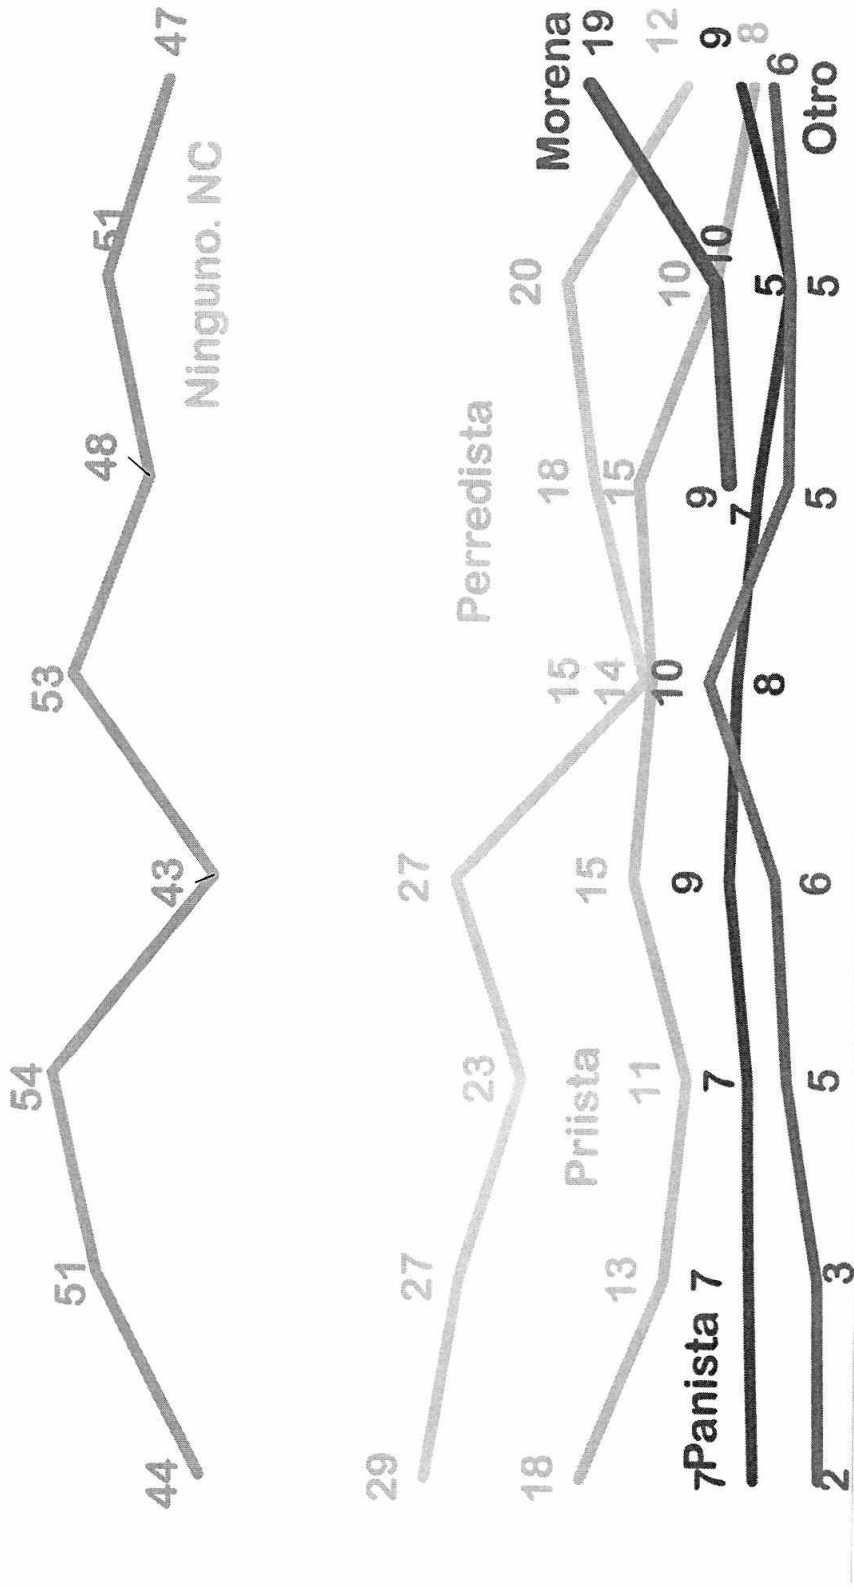 44 51 54 43 53 48 51 47
Ninguno. NC
29 27 23 27 15 18 20 12
Perredista
18 13 11 15 14 15 10 8
Priista
Morena
9 10 19
7 7 7 9 8 7 5 9
Panista
2 3 5 6 10 5 5 6
Otro